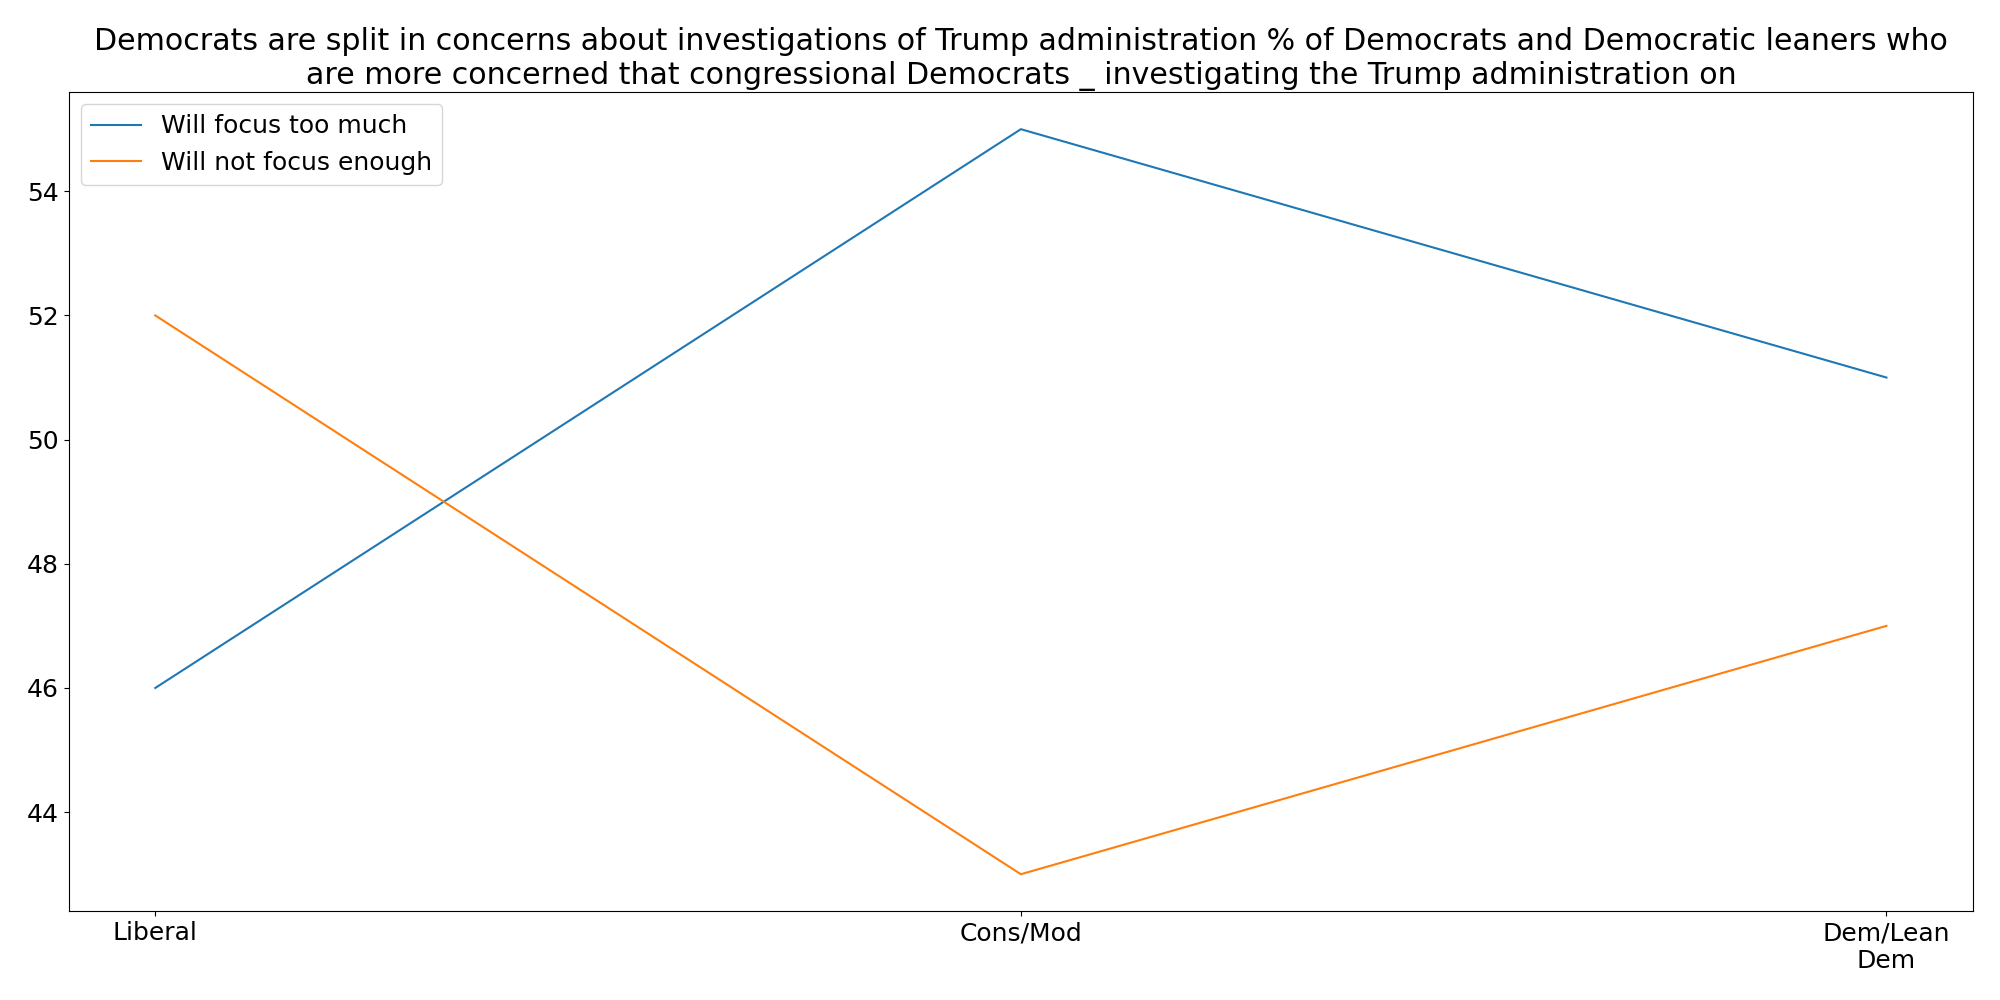 Democrats are split in concerns about investigations of Trump administration % of Democrats and Democratic leaners who
are more concerned that congressional Democrats _ investigating the Trump administration on
Will focus too much
Will not focus enough
54
52
50
48
46
44
Liberal
Cons/Mod
Dem/Lean
Dem